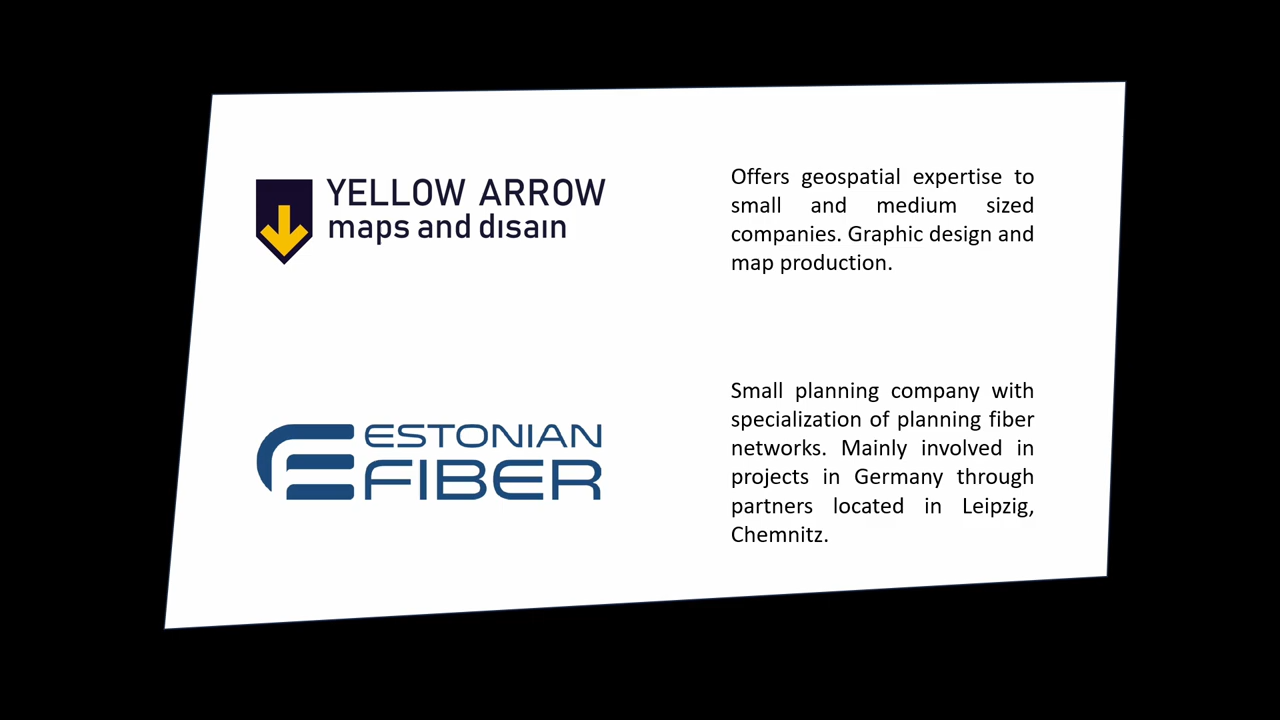 YELLOW ARROW
maps and dısaın
Offers geospatial expertise to
small and medium sized
companies. Graphic design and
map production.
ESTONIAN
FIBER
Small planning company with
specialization of planning fiber
networks. Mainly involved in
projects in Germany through
partners located in Leipzig,
Chemnitz.